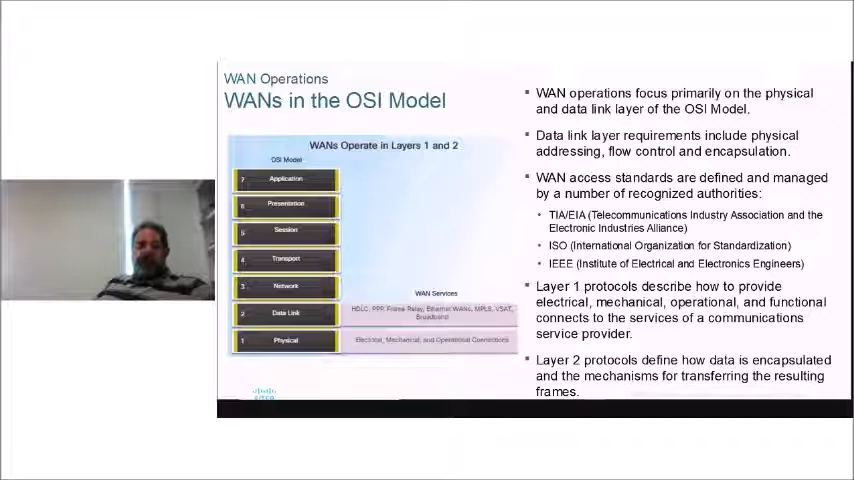 WAN Operations
WANs in the OSI Model
WANs Operate in Layers 1 and 2
OSI Model
7 Application
6 Presentation
5 Session
4 Transport
3 Network
2 Data Link
1 Physical
WAN Services
HDLC, PPP, Frame Relay, Ethernet WANs, MPLS, VSAT,
Broadband
Electrical, Mechanical, and Operational Connections
▪ WAN operations focus primarily on the physical
and data link layer of the OSI Model.
▪ Data link layer requirements include physical
addressing, flow control and encapsulation.
▪ WAN access standards are defined and managed
by a number of recognized authorities:
• TIA/EIA (Telecommunications Industry Association and the
Electronic Industries Alliance)
• ISO (International Organization for Standardization)
• IEEE (Institute of Electrical and Electronics Engineers)
▪ Layer 1 protocols describe how to provide
electrical, mechanical, operational, and functional
connects to the services of a communications
service provider.
▪ Layer 2 protocols define how data is encapsulated
and the mechanisms for transferring the resulting
frames.